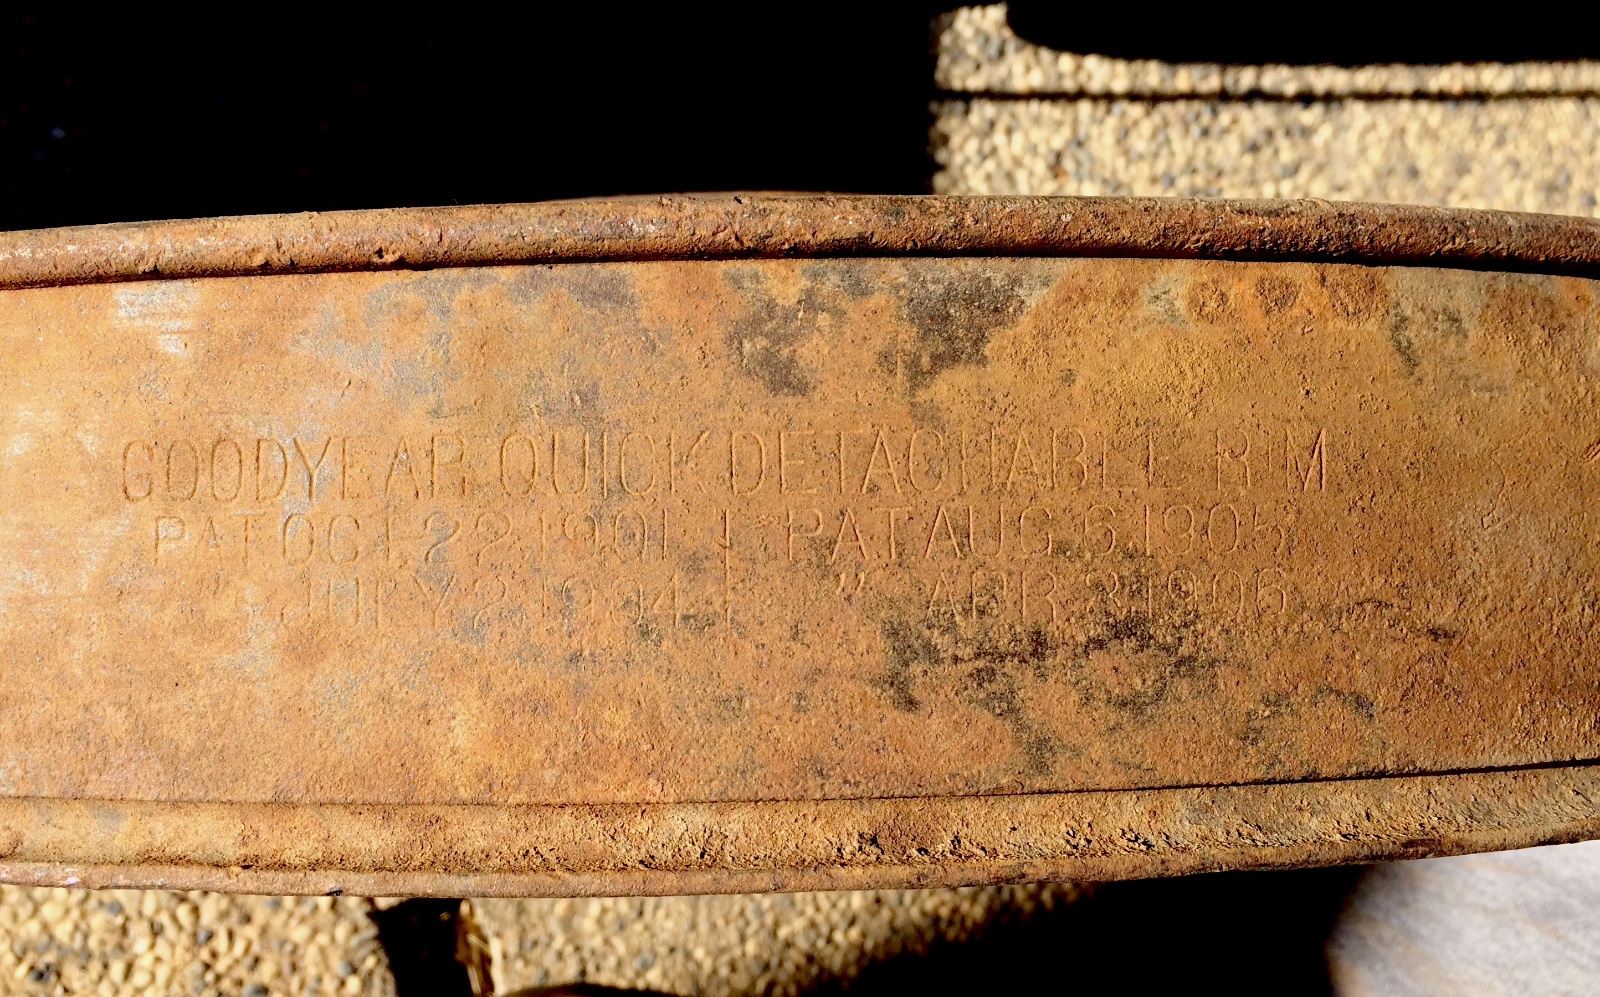 GOODYEAR QUICK DETACHABLE RIM
PAT OCT. 22.1901 PAT. AUG. 6.1905
" JULY 2.1904 " APR 3.1906